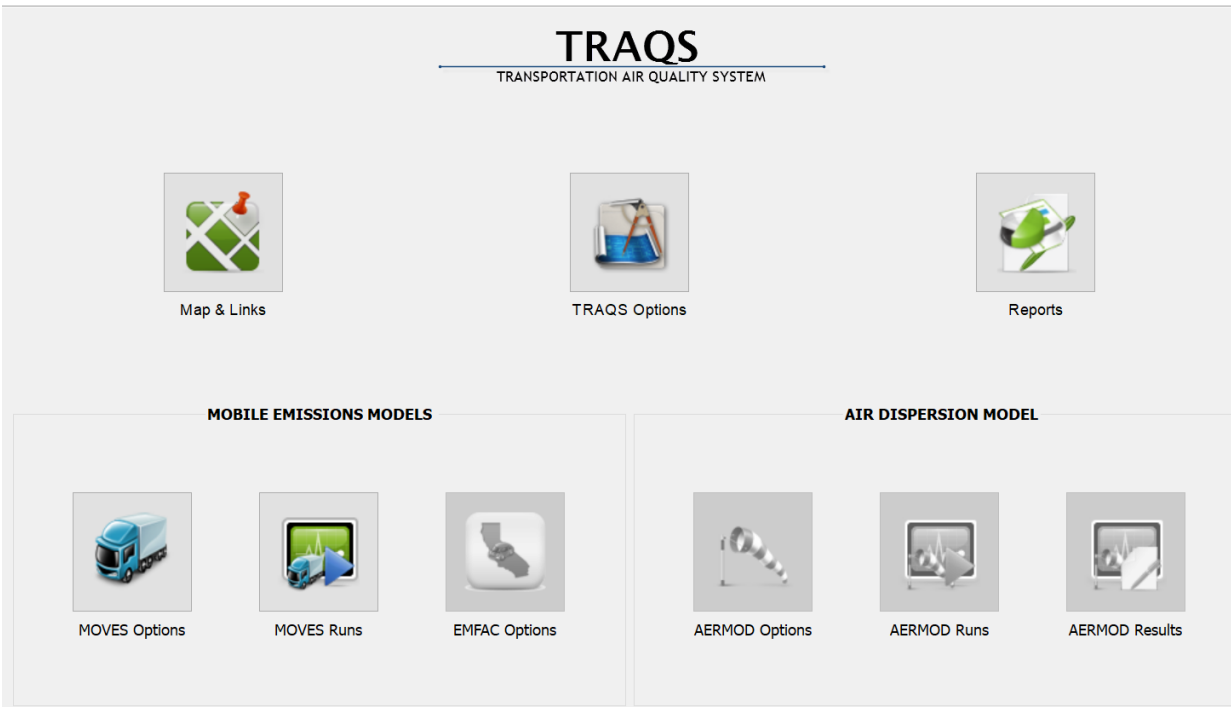 TRAQS
TRANSPORTATION AIR QUALITY SYSTEM
Map & Links
TRAQS Options
Reports
MOBILE EMISSIONS MODELS
MOVES Options
MOVES Runs
EMFAC Options
AIR DISPERSION MODEL
AERMOD Options
AERMOD Runs
AERMOD Results